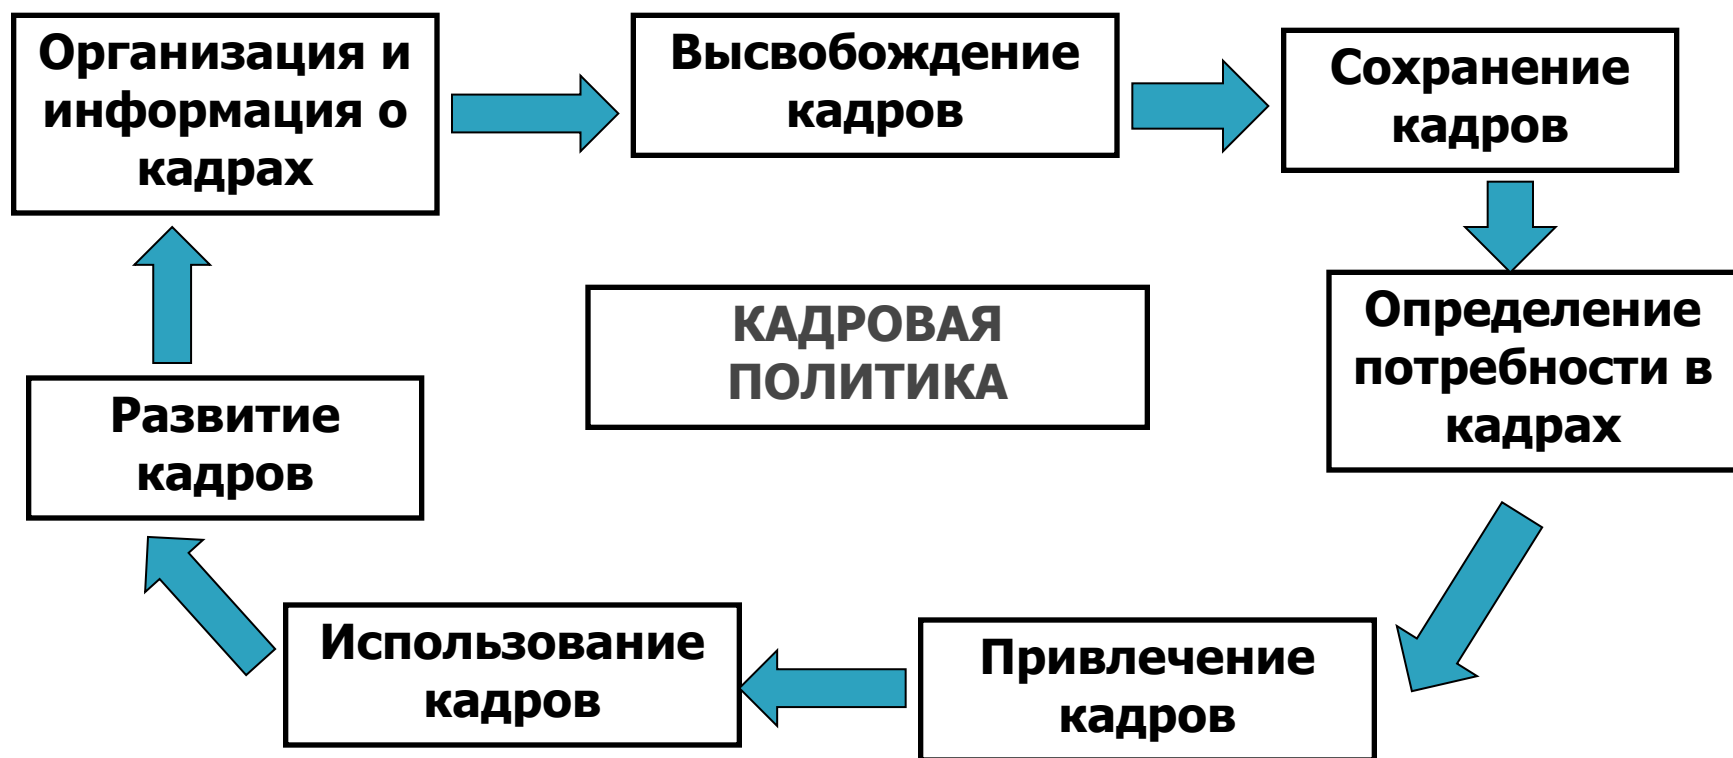 Организация и
информация о
кадрах
Высвобождение
кадров
Сохранение
кадров
КАДРОВАЯ
ПОЛИТИКА
Определение
потребности в
кадрах
Развитие
кадров
Использование
кадров
Привлечение
кадров